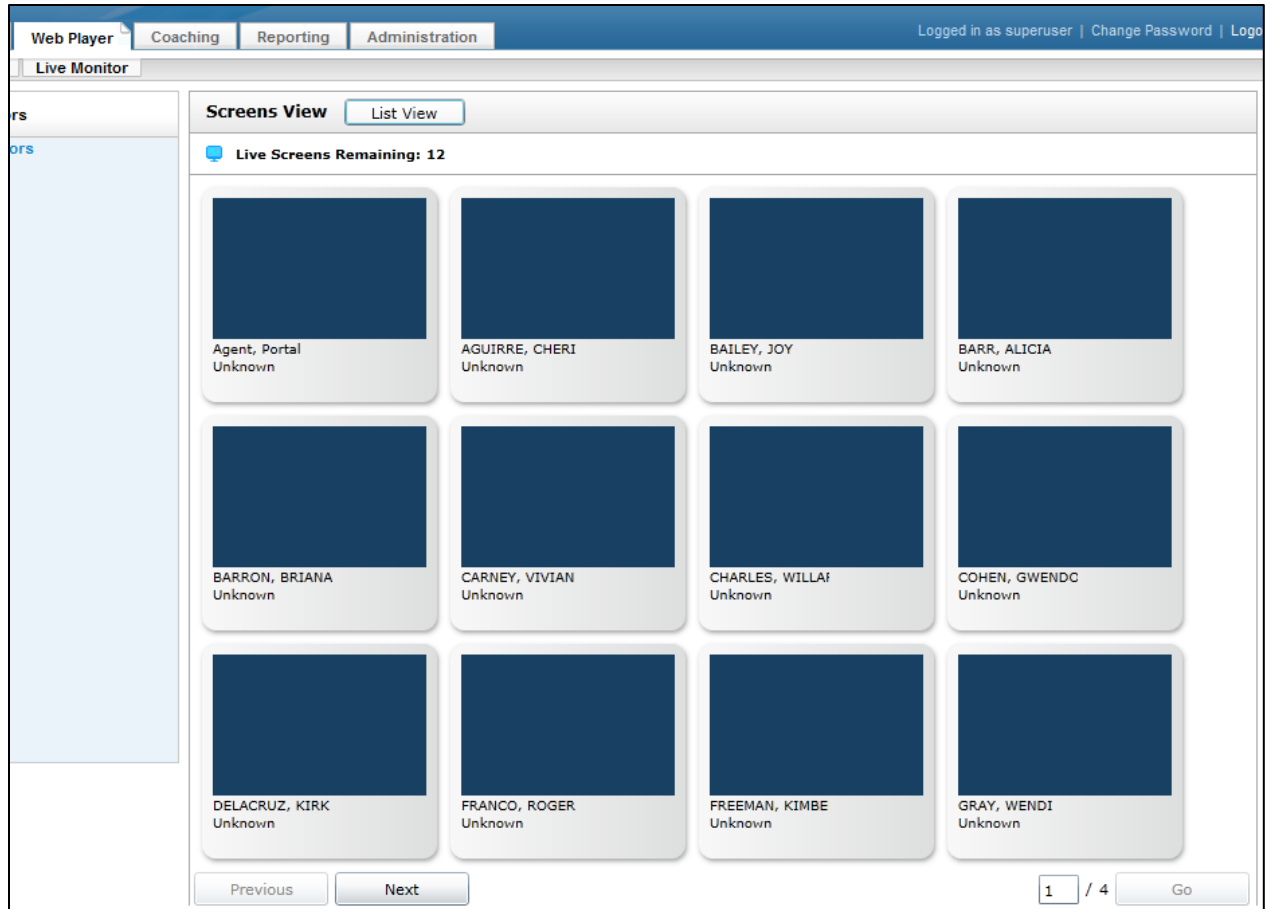 Web Player Coaching Reporting Administration Logged in as superuser | Change Password | Logo
Live Monitor
rs
ors
Screens View List View
Live Screens Remaining: 12
Agent, Portal AGUIRRE, CHERI BAILEY, JOY BARR, ALICIA
Unknown Unknown Unknown Unknown
BARRON, BRIANA CARNEY, VIVIAN CHARLES, WILLAR COHEN, GWENDO
Unknown Unknown Unknown Unknown
DELACRUZ, KIRK FRANCO, ROGER FREEMAN, KIMBE GRAY, WENDI
Unknown Unknown Unknown Unknown
Previous Next 1 / 4 Go